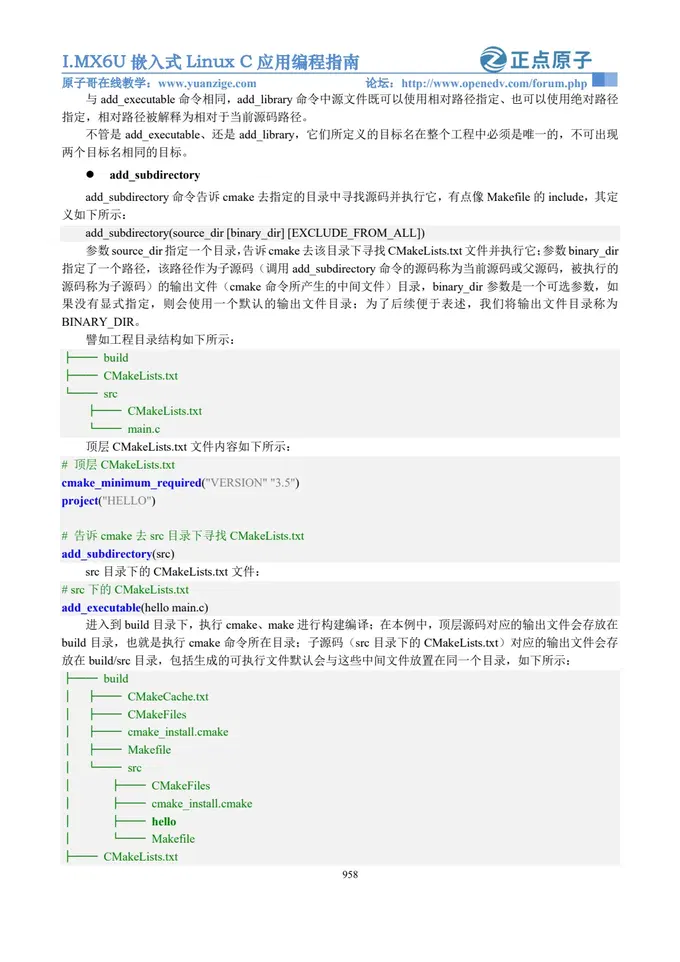 I.MX6U 嵌入式 Linux C 应用编程指南
正点原子
原子哥在线教学：www.yuanzige.com 论坛：http://www.openedv.com/forum.php
与 add_executable 命令相同，add_library 命令中源文件既可以使用相对路径指定、也可以使用绝对路径
指定，相对路径被解释为相对于当前源码路径。
不管是 add_executable、还是 add_library，它们所定义的目标名在整个工程中必须是唯一的，不可出现
两个目标名相同的目标。
● add_subdirectory
add_subdirectory 命令告诉 cmake 去指定的目录中寻找源码并执行它，有点像 Makefile 的 include，其定
义如下所示：
add_subdirectory(source_dir [binary_dir] [EXCLUDE_FROM_ALL])
参数 source_dir 指定一个目录，告诉 cmake 去该目录下寻找 CMakeLists.txt 文件并执行它；参数 binary_dir
指定了一个路径，该路径作为子源码（调用 add_subdirectory 命令的源码称为当前源码或父源码，被执行的
源码称为子源码）的输出文件（cmake 命令所产生的中间文件）目录，binary_dir 参数是一个可选参数，如
果没有显式指定，则会使用一个默认的输出文件目录；为了后续便于表述，我们将输出文件目录称为
BINARY_DIR。
譬如工程目录结构如下所示：
├── build
├── CMakeLists.txt
└── src
    ├── CMakeLists.txt
    └── main.c
顶层 CMakeLists.txt 文件内容如下所示：
# 顶层 CMakeLists.txt
cmake_minimum_required("VERSION" "3.5")
project("HELLO")
# 告诉 cmake 去 src 目录下寻找 CMakeLists.txt
add_subdirectory(src)
src 目录下的 CMakeLists.txt 文件：
# src 下的 CMakeLists.txt
add_executable(hello main.c)
进入到 build 目录下，执行 cmake、make 进行构建编译；在本例中，顶层源码对应的输出文件会存放在
build 目录，也就是执行 cmake 命令所在目录；子源码（src 目录下的 CMakeLists.txt）对应的输出文件会存
放在 build/src 目录，包括生成的可执行文件默认会与这些中间文件放置在同一个目录，如下所示：
├── build
│   ├── CMakeCache.txt
│   ├── CMakeFiles
│   ├── cmake_install.cmake
│   ├── Makefile
│   └── src
│       ├── CMakeFiles
│       ├── cmake_install.cmake
│       ├── hello
│       └── Makefile
├── CMakeLists.txt
958